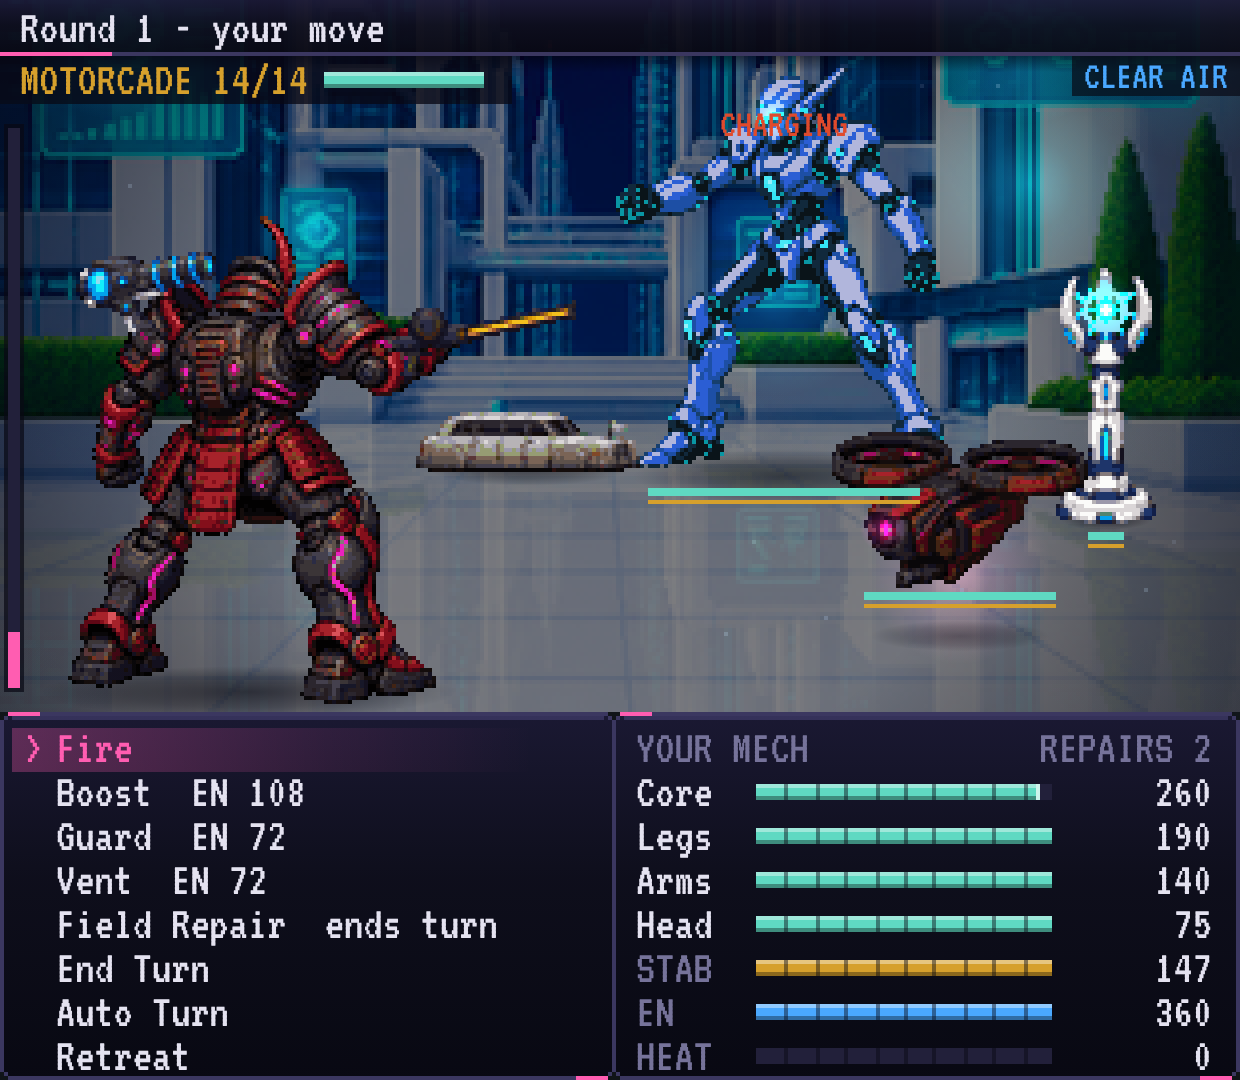 Round 1 - your move
MOTORCADE 14/14
CLEAR AIR
CHARGING
> Fire
Boost EN 108
Guard EN 72
Vent EN 72
Field Repair ends turn
End Turn
Auto Turn
Retreat
YOUR MECH REPAIRS 2
Core 260
Legs 190
Arms 140
Head 75
STAB 147
EN 360
HEAT 0